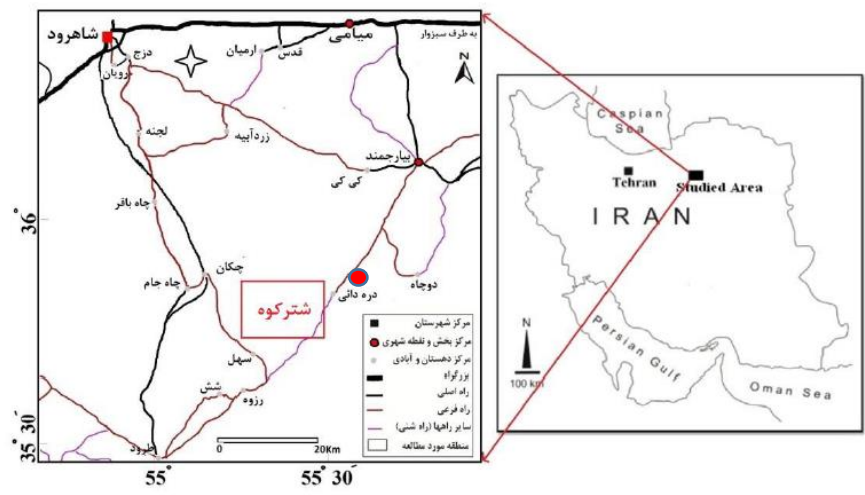 شاهرود
میامی
به طرف سبزوار
دزج
رویان
ارمیان
قدس
N
لجنه
زردآبیه
بیارجمند
کی کی
چاه باقر
36°
چکان
چاه جام
دوچاه
دره دائی
شترکوه
سهل
شش
رزوه
طرود
مرکز شهرستان
مرکز بخش و نقطه شهری
مرکز دهستان و آبادی
بزرگراه
راه اصلی
راه فرعی
سایر راهها (راه شنی)
منطقه مورد مطالعه
0 20Km
35° 30´
55°
55° 30´
Caspian
Sea
Tehran
Studied Area
IRAN
Persian Gulf
Oman Sea
N
100 km